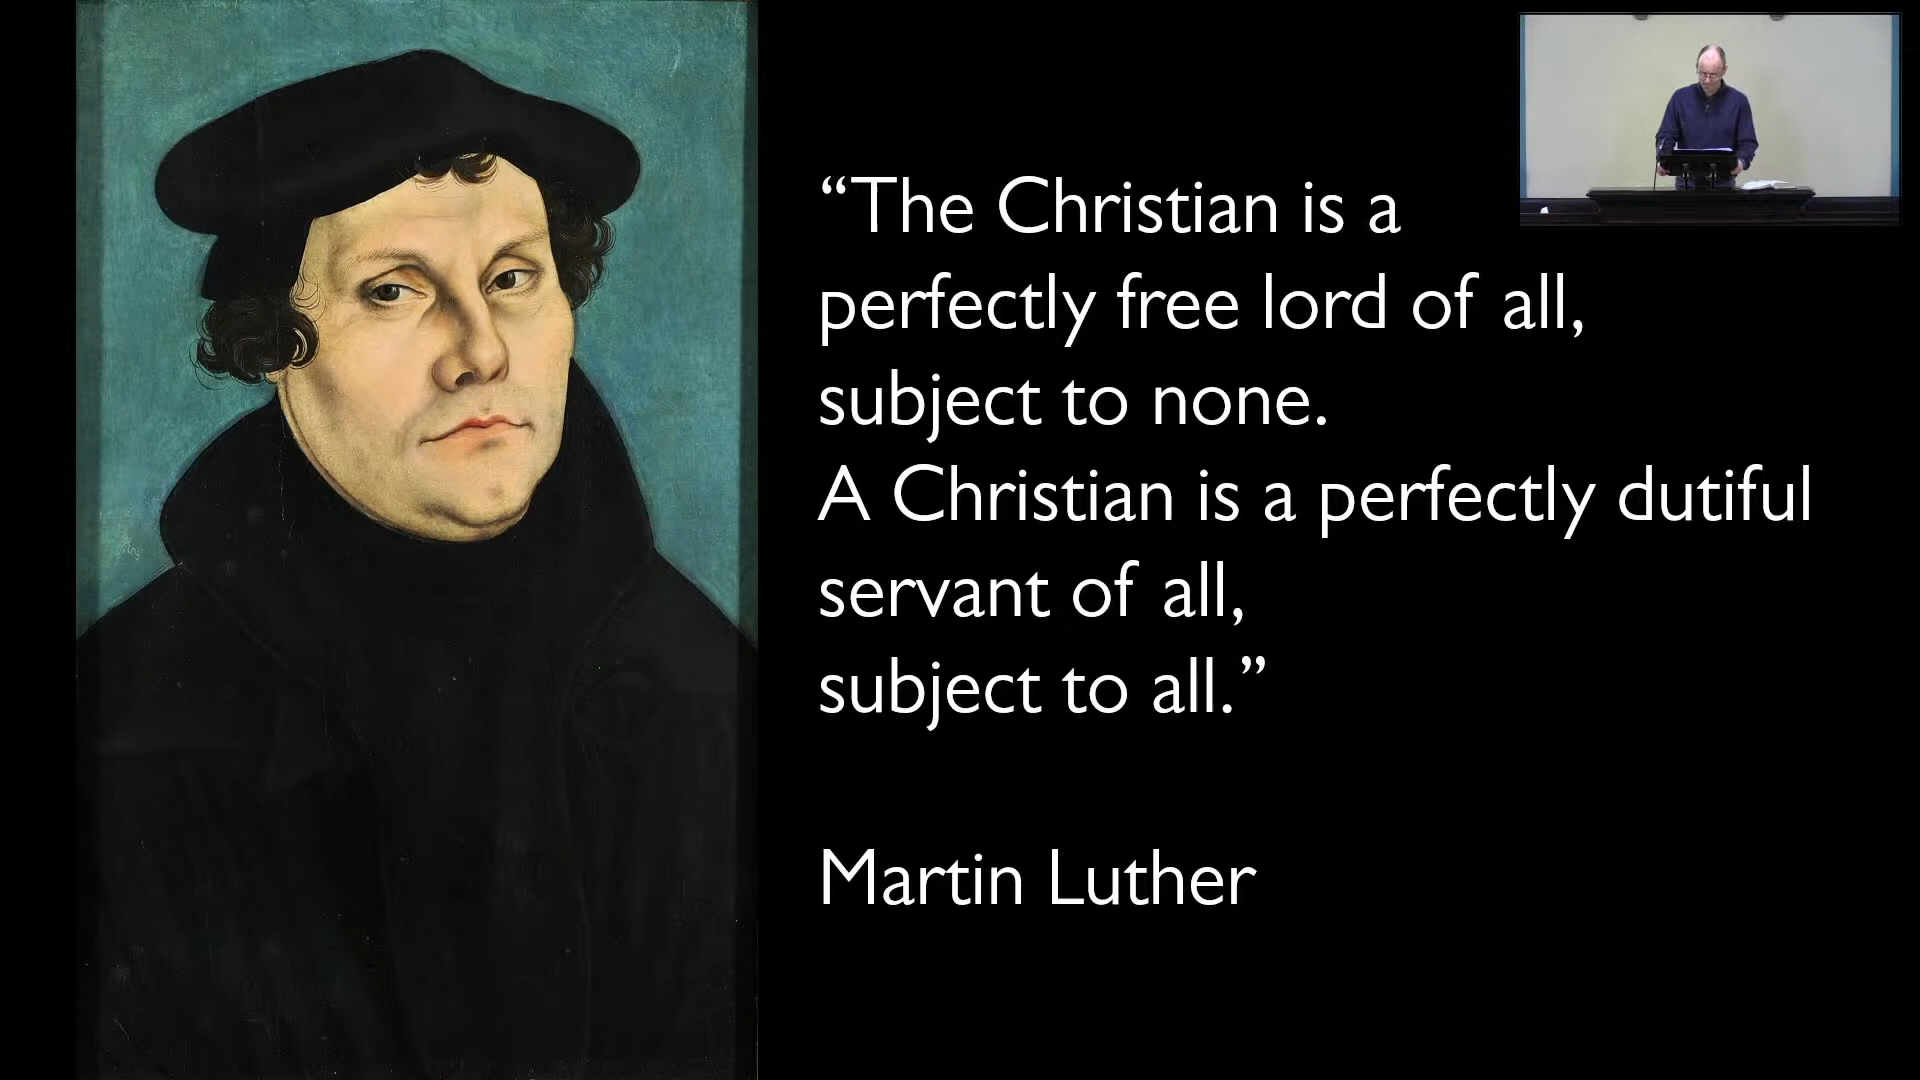 “The Christian is a
perfectly free lord of all,
subject to none.
A Christian is a perfectly dutiful
servant of all,
subject to all.”
Martin Luther